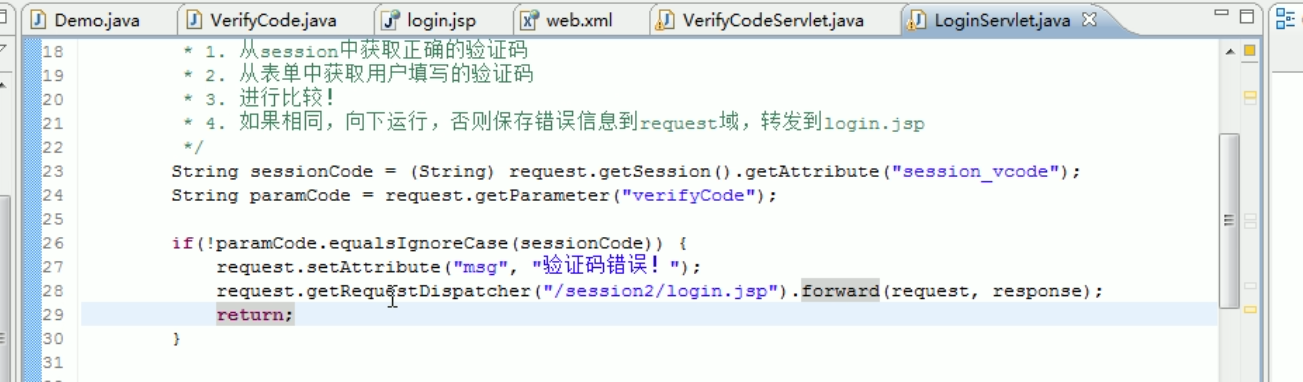 Demo.java VerifyCode.java login.jsp web.xml VerifyCodeServlet.java LoginServlet.java
18 * 1. 从session中获取正确的验证码
19 * 2. 从表单中获取用户填写的验证码
20 * 3. 进行比较！
21 * 4. 如果相同，向下运行，否则保存错误信息到request域，转发到login.jsp
22 */
23 String sessionCode = (String) request.getSession().getAttribute("session_vcode");
24 String paramCode = request.getParameter("verifyCode");
25
26 if(!paramCode.equalsIgnoreCase(sessionCode)) {
27 request.setAttribute("msg", "验证码错误！");
28 request.getRequestDispatcher("/session2/login.jsp").forward(request, response);
29 return;
30 }
31